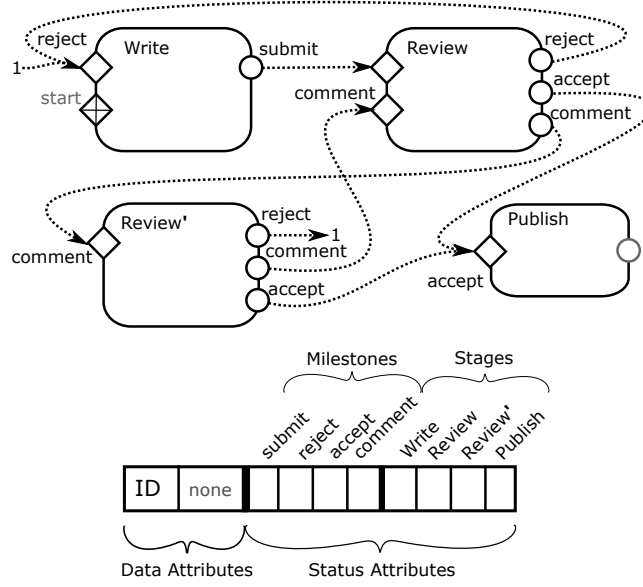 reject
Write
submit
Review
reject
1
accept
start
comment
comment
Review'
reject
1
Publish
comment
comment
accept
accept
Milestones
Stages
submit
reject
accept
comment
Write
Review
Review'
Publish
ID
none
Data Attributes
Status Attributes